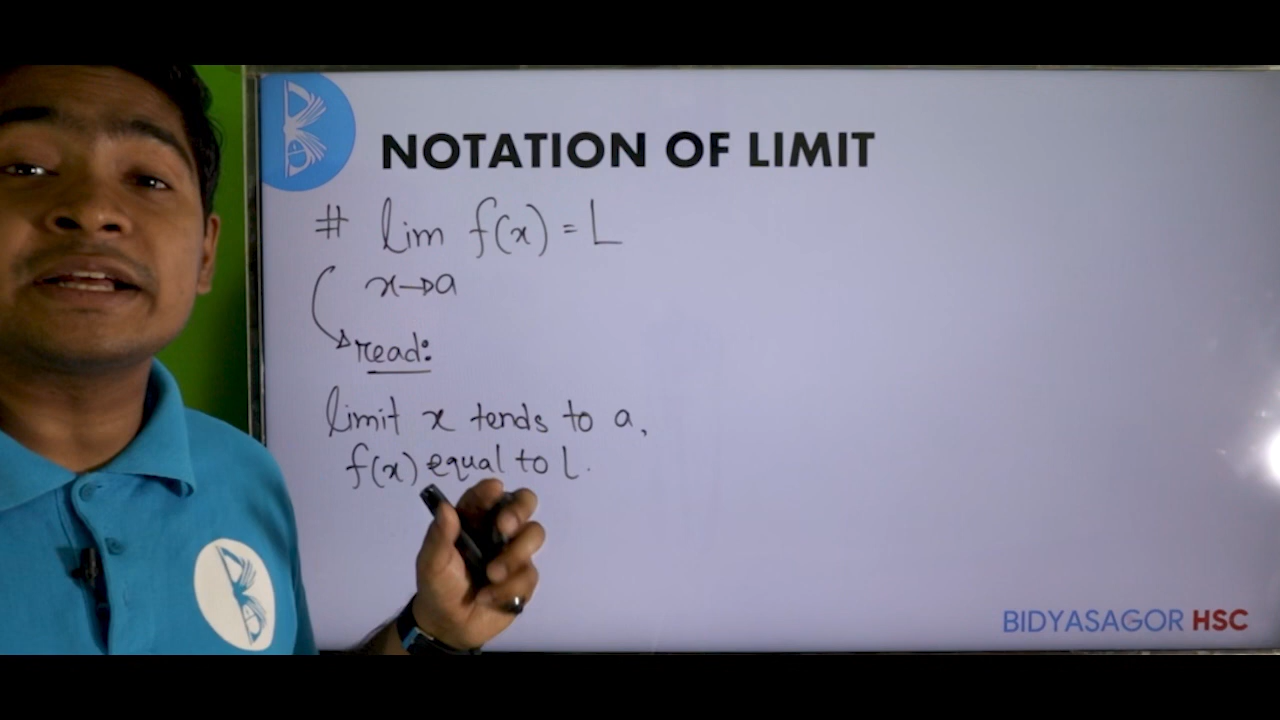 NOTATION OF LIMIT
# lim f(x) = L
x→a
read:
limit x tends to a,
f(x) equal to L.
BIDYASAGOR HSC